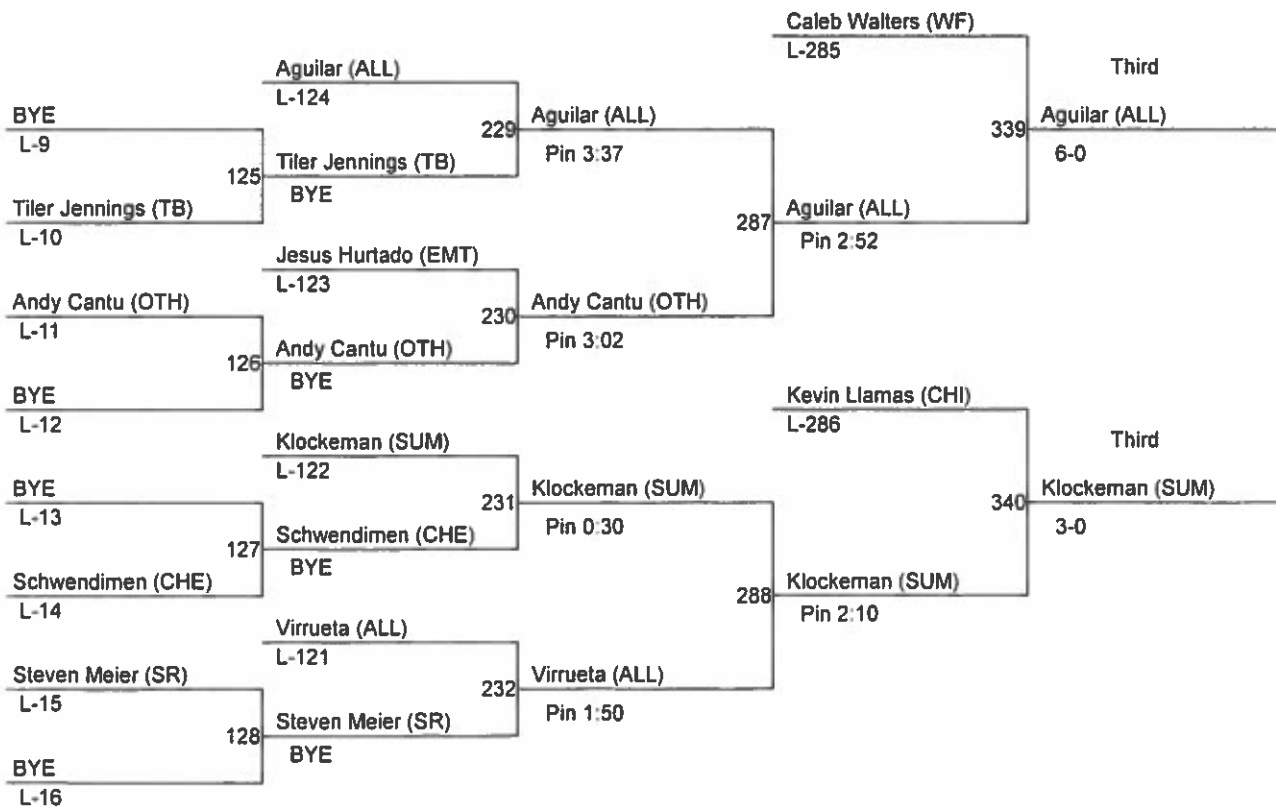 Caleb Walters (WF)
L-285
Third
Aguilar (ALL)
L-124
BYE
L-9
229
Aguilar (ALL)
Pin 3:37
339
Aguilar (ALL)
6-0
125
Tiler Jennings (TB)
BYE
Tiler Jennings (TB)
L-10
287
Aguilar (ALL)
Pin 2:52
Jesus Hurtado (EMT)
L-123
Andy Cantu (OTH)
L-11
230
Andy Cantu (OTH)
Pin 3:02
126
Andy Cantu (OTH)
BYE
BYE
L-12
Kevin Llamas (CHI)
L-286
Third
Klockeman (SUM)
L-122
BYE
L-13
231
Klockeman (SUM)
Pin 0:30
340
Klockeman (SUM)
3-0
127
Schwendimen (CHE)
BYE
Schwendimen (CHE)
L-14
288
Klockeman (SUM)
Pin 2:10
Virrueta (ALL)
L-121
Steven Meier (SR)
L-15
232
Virrueta (ALL)
Pin 1:50
128
Steven Meier (SR)
BYE
BYE
L-16